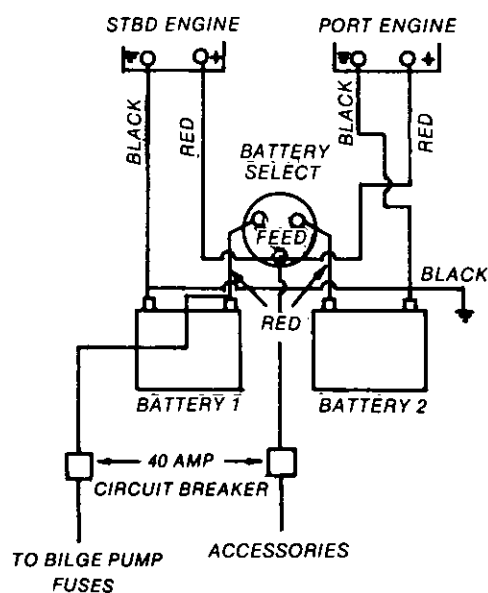 STBD ENGINE
PORT ENGINE
+
+
BLACK
RED
BLACK
RED
BATTERY
SELECT
FEED
BLACK
RED
BATTERY 1
BATTERY 2
40 AMP
CIRCUIT BREAKER
TO BILGE PUMP
FUSES
ACCESSORIES